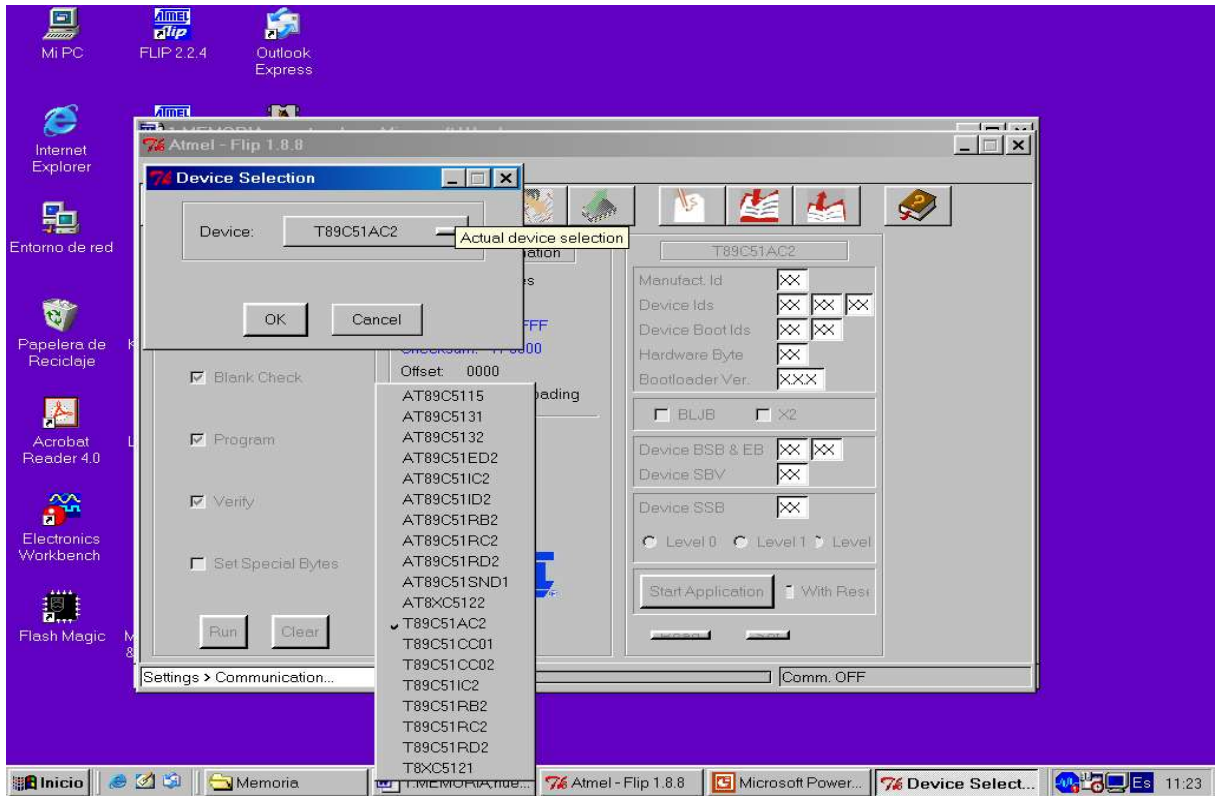 Mi PC
FLIP 2.2.4
Outlook
Express
Internet
Explorer
Entorno de red
Papelera de
Reciclaje
Acrobat
Reader 4.0
Electronics
Workbench
Flash Magic
Atmel - Flip 1.8.8
Device Selection
Device:
T89C51AC2
Actual device selection
OK
Cancel
Checksum:
Offset: 0000
Blank Check
Program
Verify
Set Special Bytes
Run
Clear
AT89C5115
AT89C5131
AT89C5132
AT89C51ED2
AT89C51IC2
AT89C51ID2
AT89C51RB2
AT89C51RC2
AT89C51RD2
AT89C51SND1
AT8XC5122
T89C51AC2
T89C51CC01
T89C51CC02
T89C51IC2
T89C51RB2
T89C51RC2
T89C51RD2
T8XC5121
T89C51AC2
Manufact. Id XX
Device Ids XX XX XX
Device Boot Ids XX XX
Hardware Byte XX
Bootloader Ver. XXX
BLJB X2
Device BSB & EB XX XX
Device SBV XX
Device SSB XX
Level 0 Level 1 Level
Start Application With
Settings > Communication...
Comm. OFF
Inicio
Memoria
Atmel - Flip 1.8.8
Microsoft Power...
Device Select...
Es 11:23